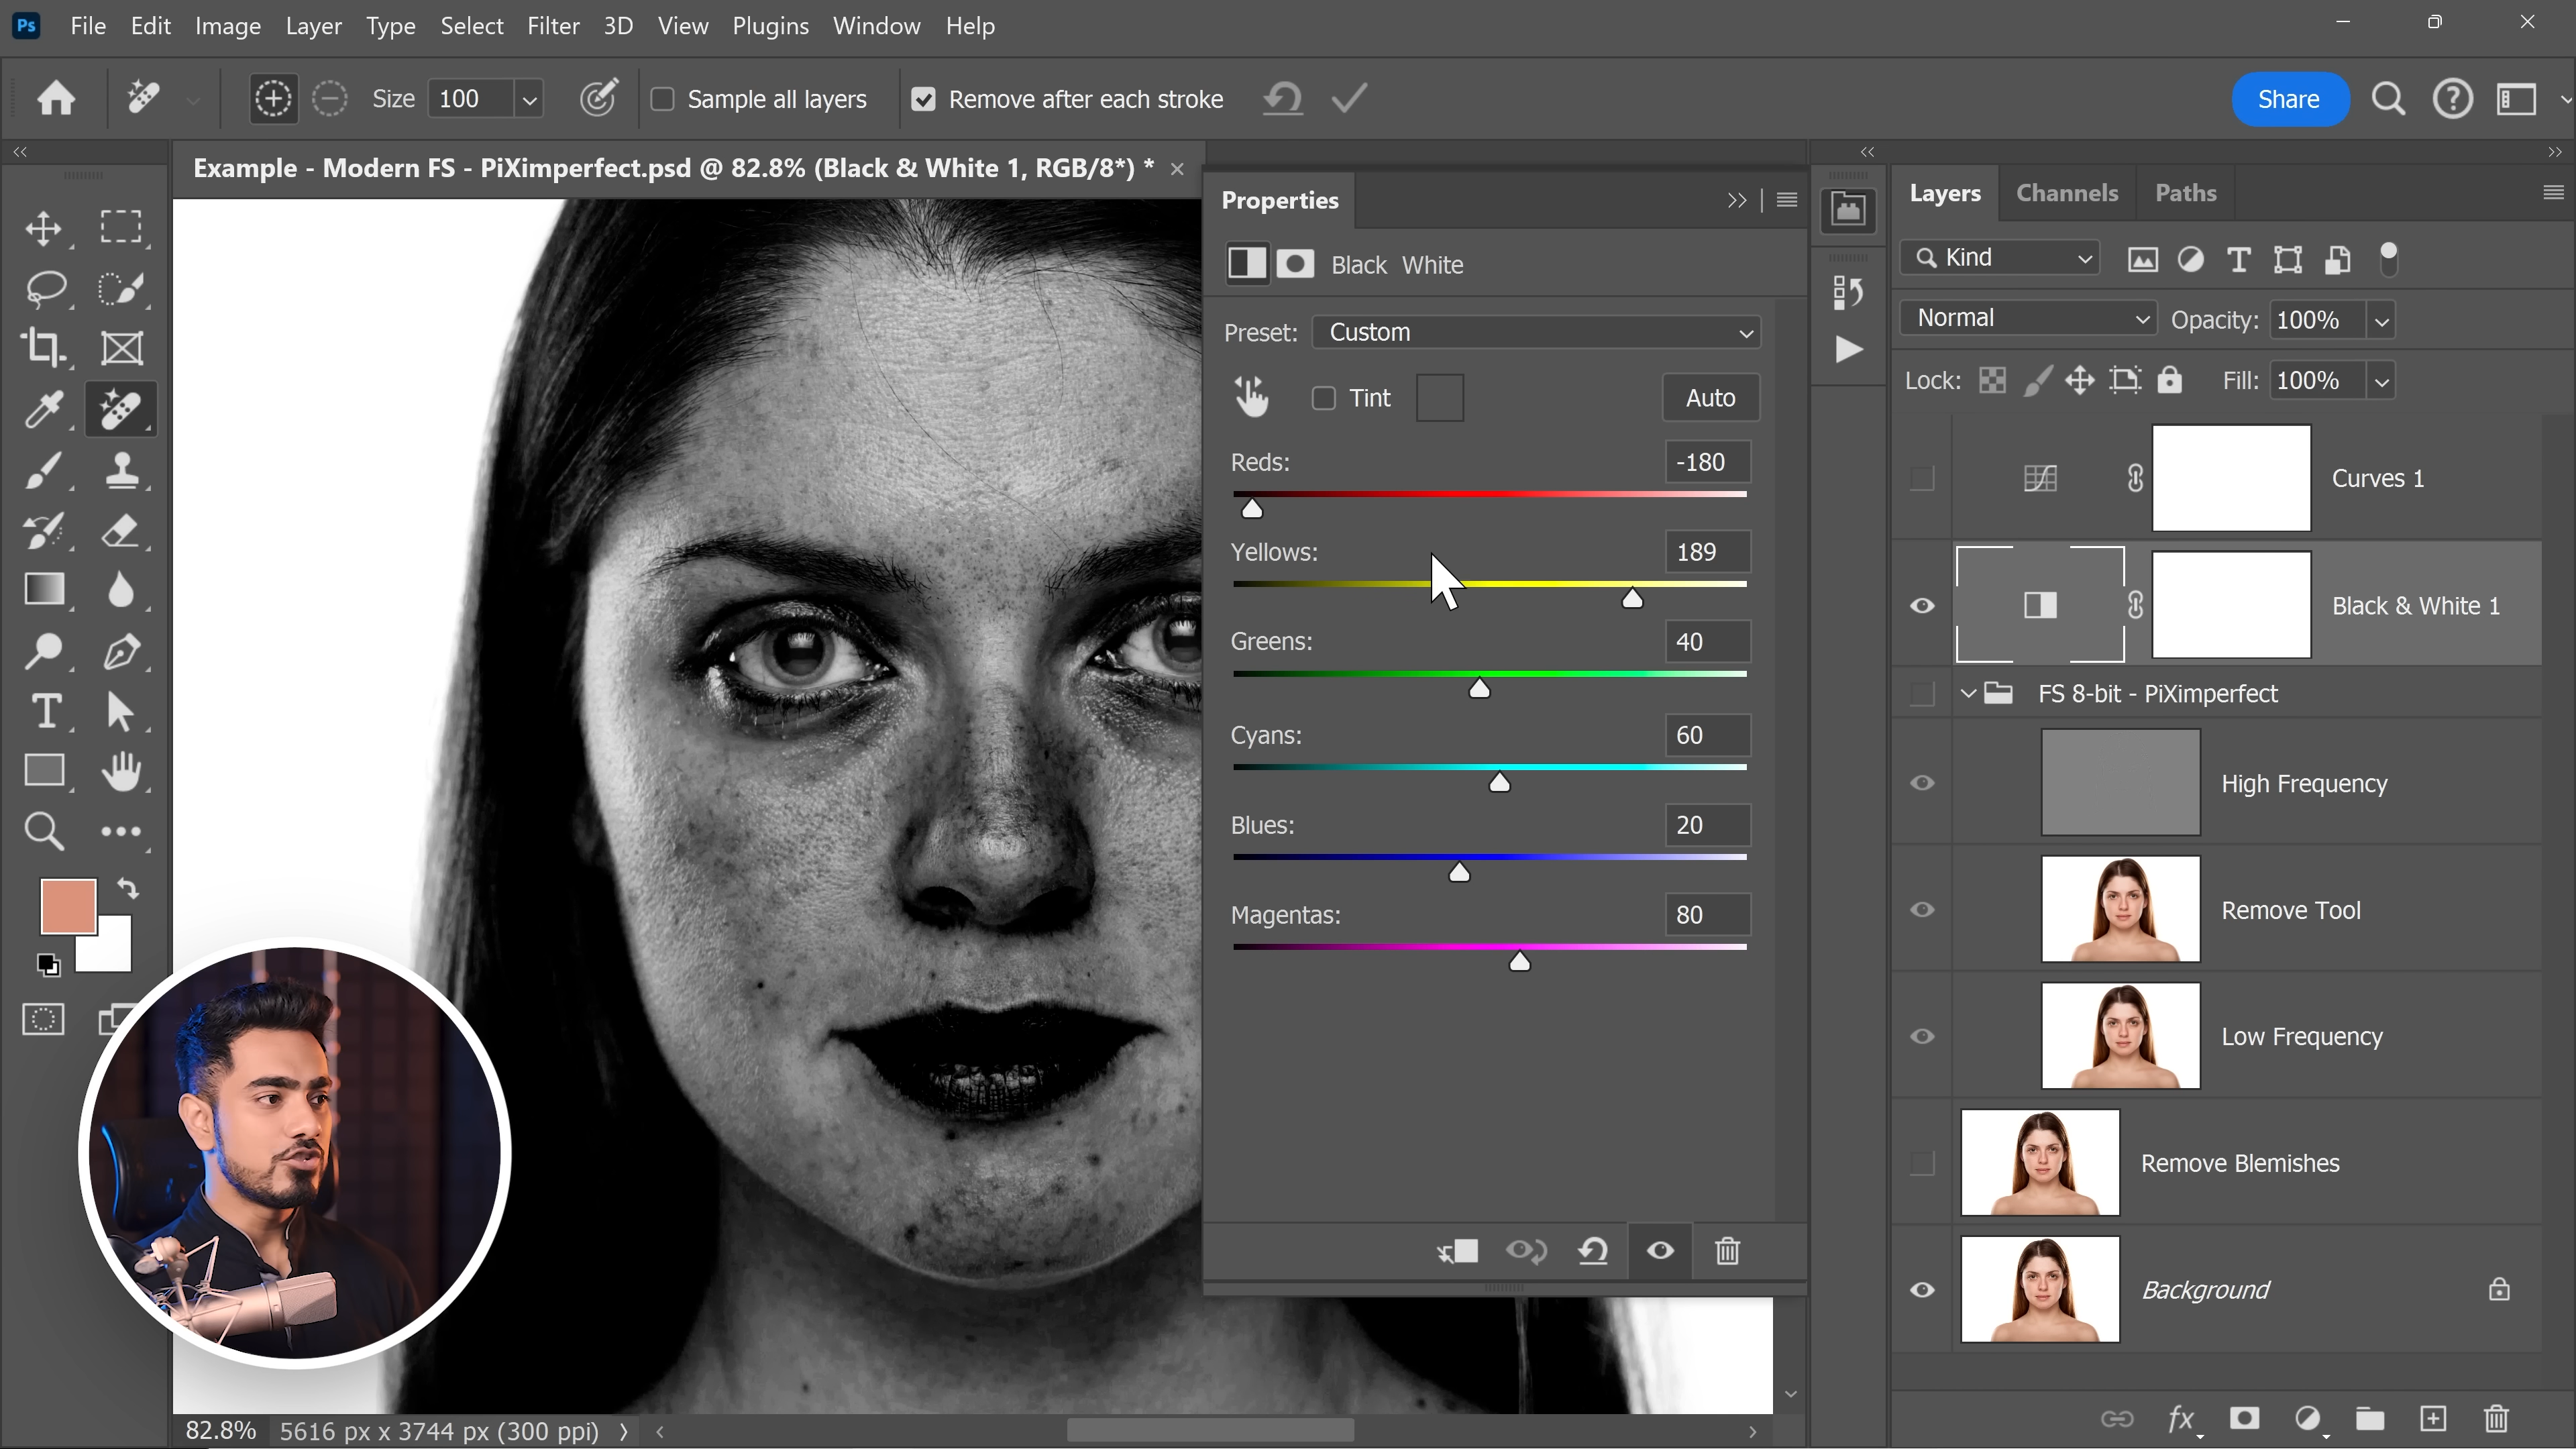 Ps File Edit Image Layer Type Select Filter 3D View Plugins Window Help
Size 100 Sample all layers Remove after each stroke Share
Example - Modern FS - PiXimperfect.psd @ 82.8% (Black & White 1, RGB/8*) *
Properties
Black White
Preset: Custom
Tint Auto
Reds: -180
Yellows: 189
Greens: 40
Cyans: 60
Blues: 20
Magentas: 80
Layers Channels Paths
Kind
Normal Opacity: 100%
Lock: Fill: 100%
Curves 1
Black & White 1
FS 8-bit - PiXimperfect
High Frequency
Remove Tool
Low Frequency
Remove Blemishes
Background
fx
82.8% 5616 px x 3744 px (300 ppi)